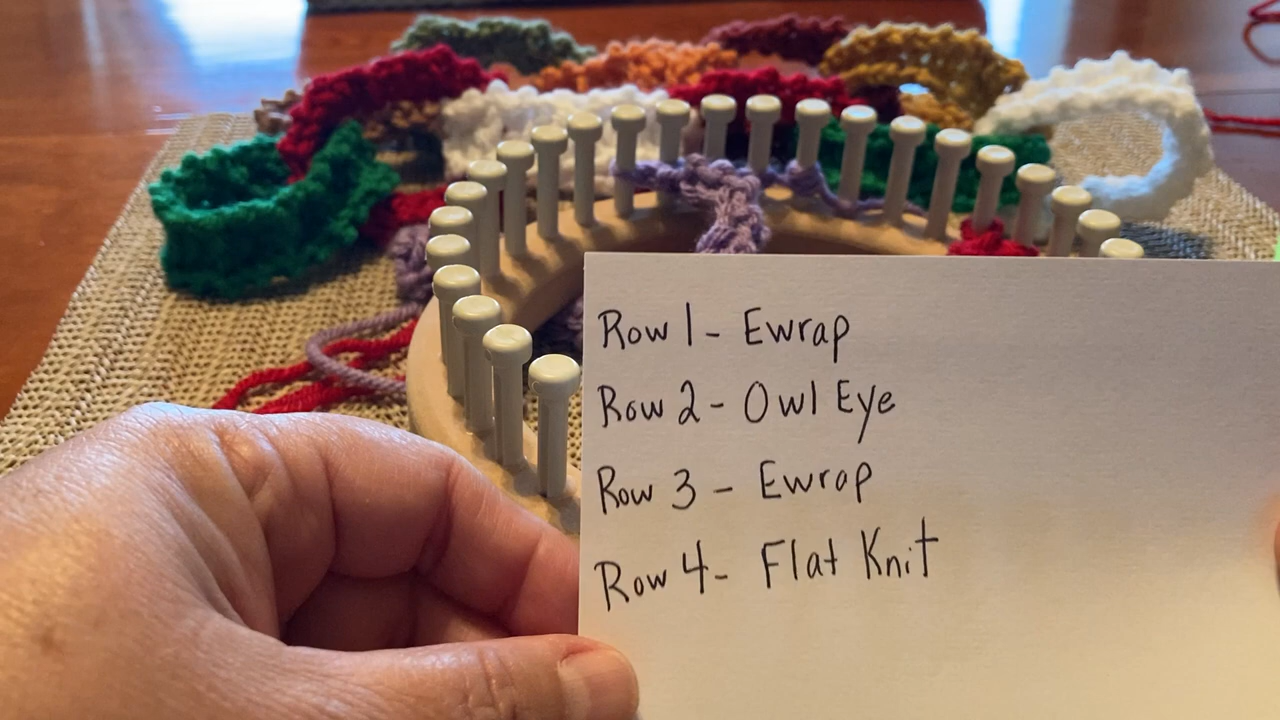 Row 1- Ewrap
Row 2- Owl Eye
Row 3 - Ewrap
Row 4- Flat Knit